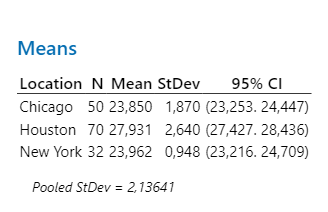 Means
Location N Mean StDev 95% CI
Chicago 50 23,850 1,870 (23,253. 24,447)
Houston 70 27,931 2,640 (27,427. 28,436)
New York 32 23,962 0,948 (23,216. 24,709)
Pooled StDev = 2,13641